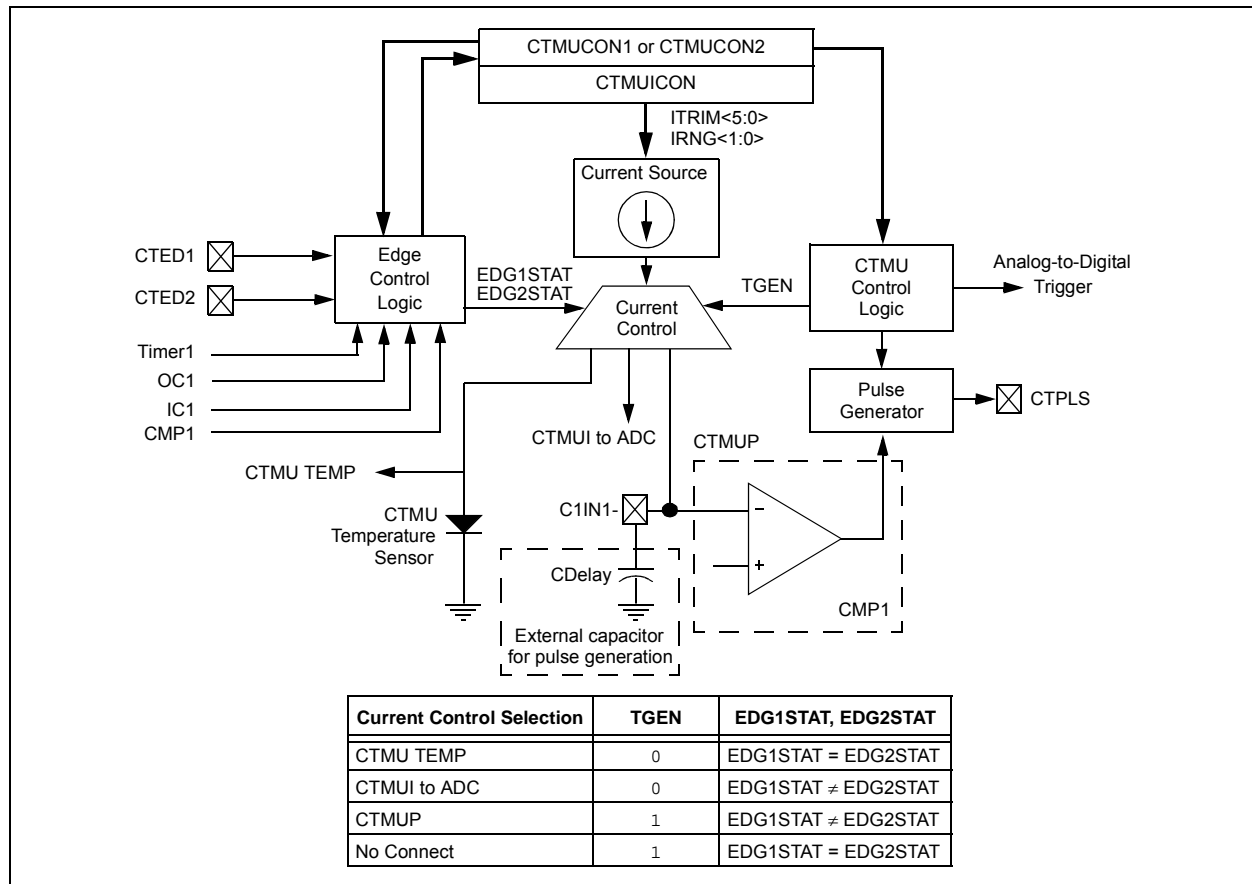 CTMUCON1 or CTMUCON2
CTMUICON
ITRIM<5:0>
IRNG<1:0>
Current Source
CTED1
CTED2
Edge
Control
Logic
EDG1STAT
EDG2STAT
Current
Control
TGEN
CTMU
Control
Logic
Analog-to-Digital
Trigger
Timer1
OC1
IC1
CMP1
Pulse
Generator
CTPLS
CTMUI to ADC
CTMUP
CTMU TEMP
C1IN1-
–
+
CTMU
Temperature
Sensor
CDelay
CMP1
External capacitor
for pulse generation
Current Control Selection TGEN EDG1STAT, EDG2STAT
CTMU TEMP 0 EDG1STAT = EDG2STAT
CTMUI to ADC 0 EDG1STAT ≠ EDG2STAT
CTMUP 1 EDG1STAT ≠ EDG2STAT
No Connect 1 EDG1STAT = EDG2STAT